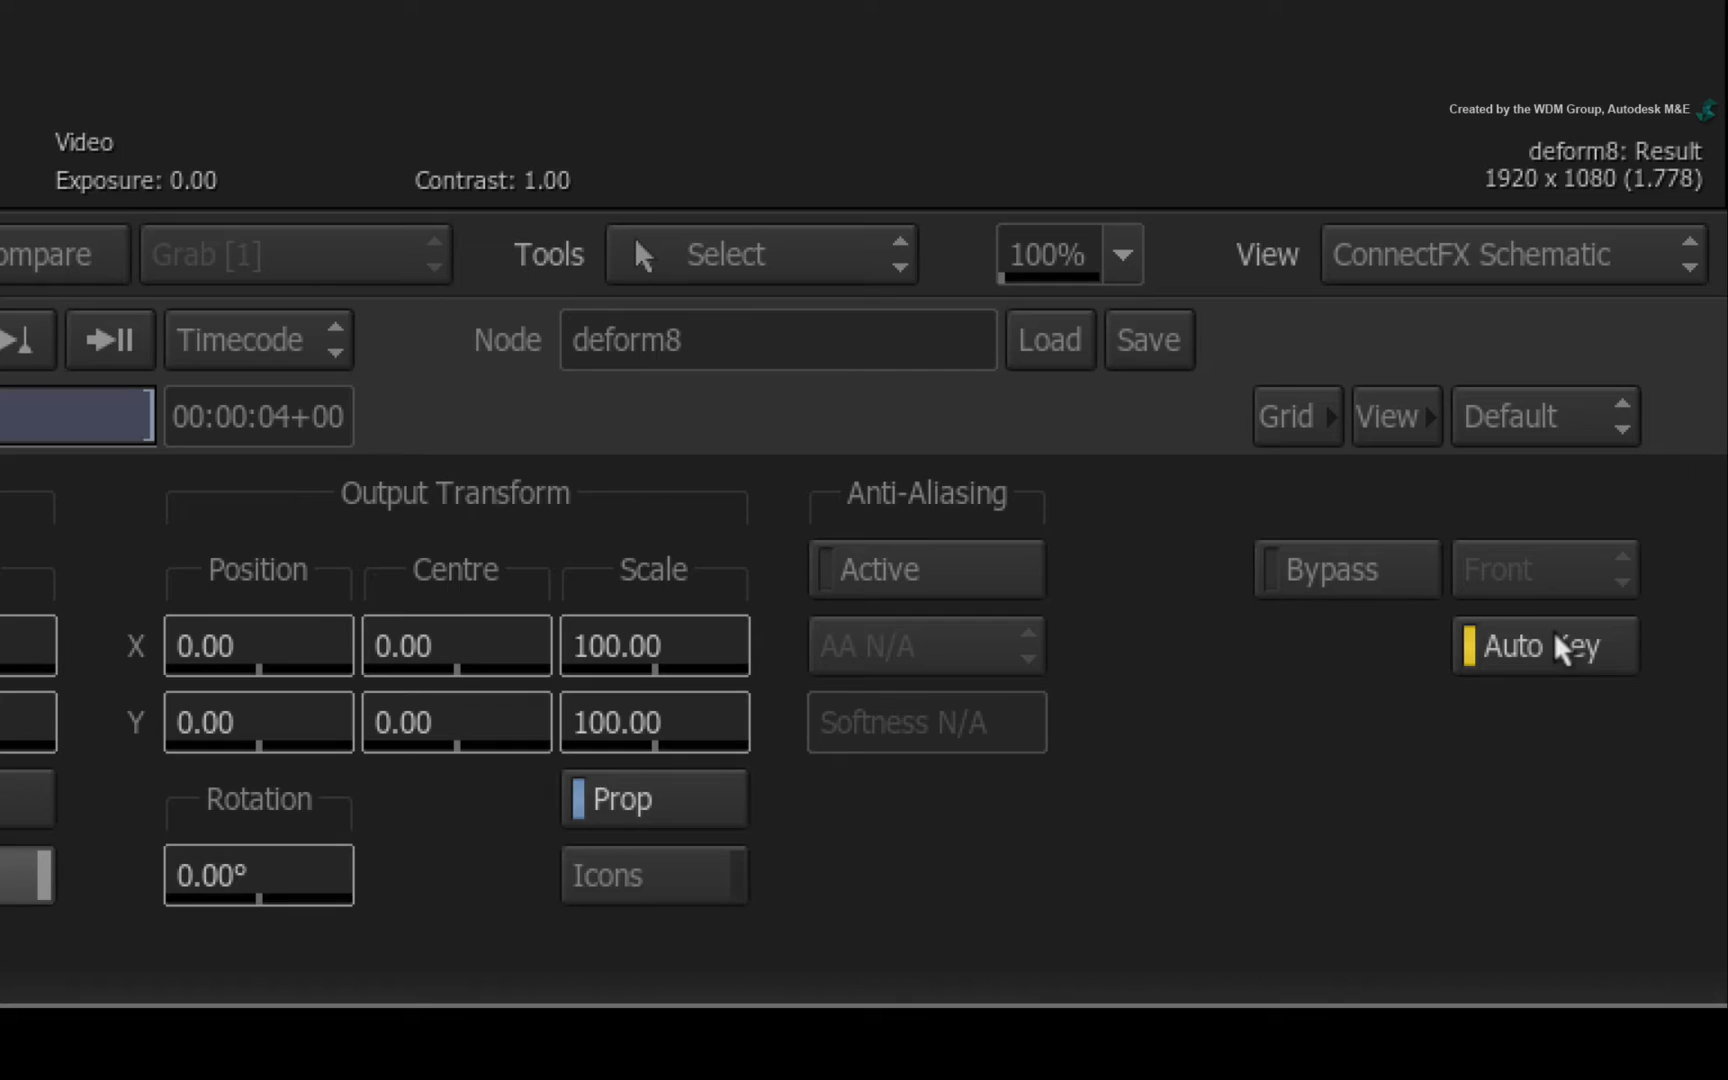 Created by the WDM Group, Autodesk M&E
Video
deform8: Result
Exposure: 0.00 Contrast: 1.00
1920 x 1080 (1.778)
ompare Grab [1] Tools Select 100% View ConnectFX Schematic
Timecode Node deform8 Load Save
00:00:04+00 Grid View Default
Output Transform Anti-Aliasing
Position Centre Scale Active Bypass Front
X 0.00 0.00 100.00 AA N/A Auto Key
Y 0.00 0.00 100.00 Softness N/A
Rotation Prop
0.00º Icons